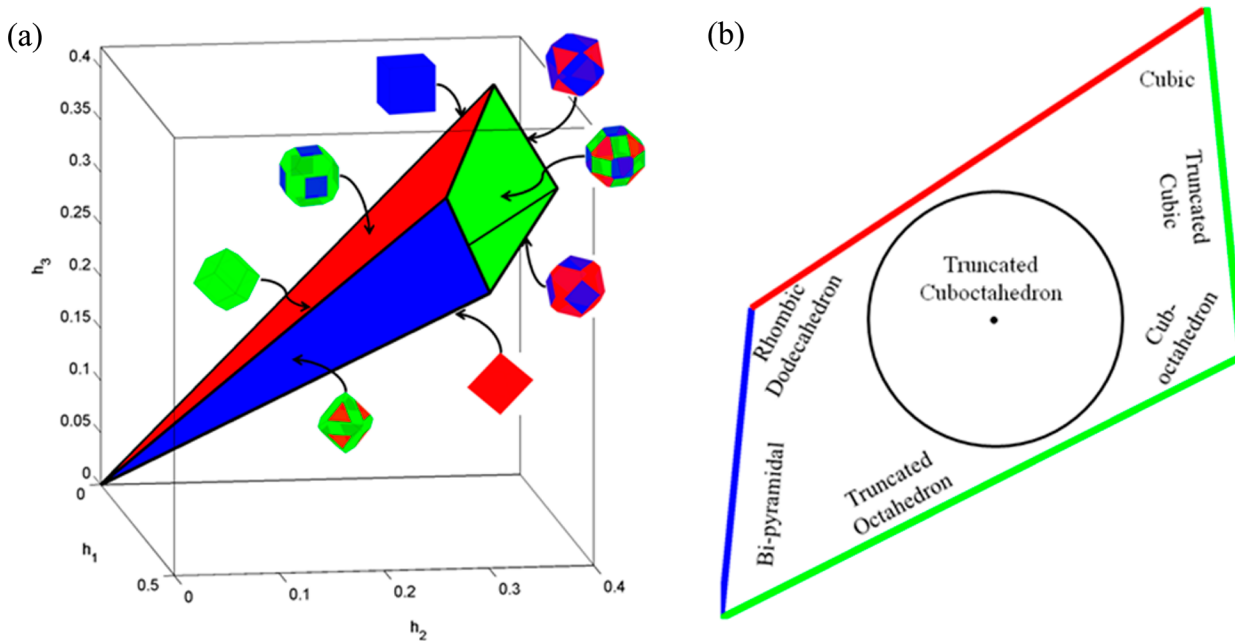 (a)
0.4
0.35
0.3
0.25
0.2
0.15
0.1
0.05
0
h3
0
0.5
h1
0
0.1
0.2
0.3
0.4
h2
(b)
Cubic
Truncated
Cubic
Truncated
Cuboctahedron
Rhombic
Dodecahedron
Cub-
octahedron
Bi-pyramidal
Truncated
Octahedron